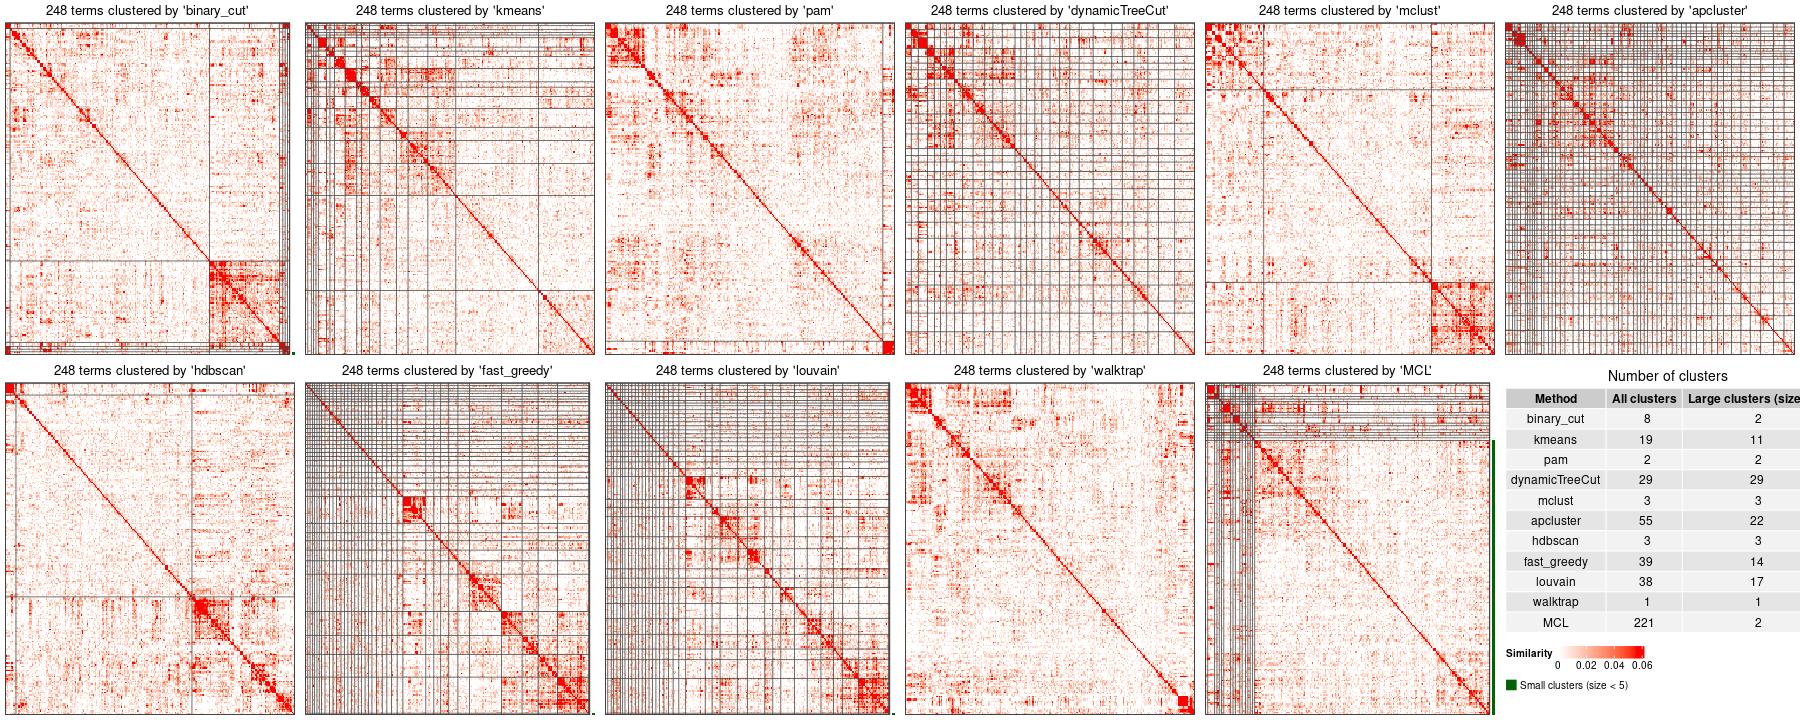 248 terms clustered by 'binary_cut'
248 terms clustered by 'kmeans'
248 terms clustered by 'pam'
248 terms clustered by 'dynamicTreeCut'
248 terms clustered by 'mclust'
248 terms clustered by 'apcluster'
248 terms clustered by 'hdbscan'
248 terms clustered by 'fast_greedy'
248 terms clustered by 'louvain'
248 terms clustered by 'walktrap'
248 terms clustered by 'MCL'
Number of clusters
Method All clusters Large clusters (size
binary_cut 8 2
kmeans 19 11
pam 2 2
dynamicTreeCut 29 29
mclust 3 3
apcluster 55 22
hdbscan 3 3
fast_greedy 39 14
louvain 38 17
walktrap 1 1
MCL 221 2
Similarity
0 0.02 0.04 0.06
Small clusters (size < 5)